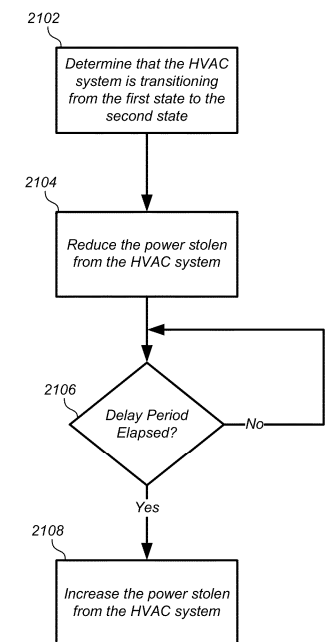 2102
Determine that the HVAC
system is transitioning
from the first state to the
second state
2104
Reduce the power stolen
from the HVAC system
2106
Delay Period
Elapsed?
No
Yes
2108
Increase the power stolen
from the HVAC system